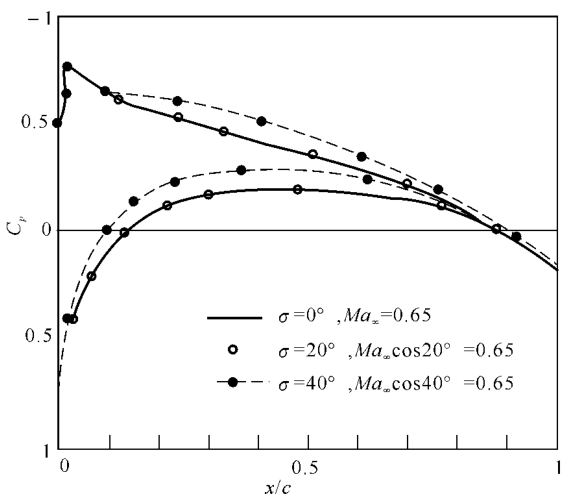 －1
0.5
C_p
0
0.5
1
σ=0° ,Ma∞=0.65
σ=20° ,Ma∞cos20° =0.65
σ=40° ,Ma∞cos40° =0.65
0
0.5
1
x/c